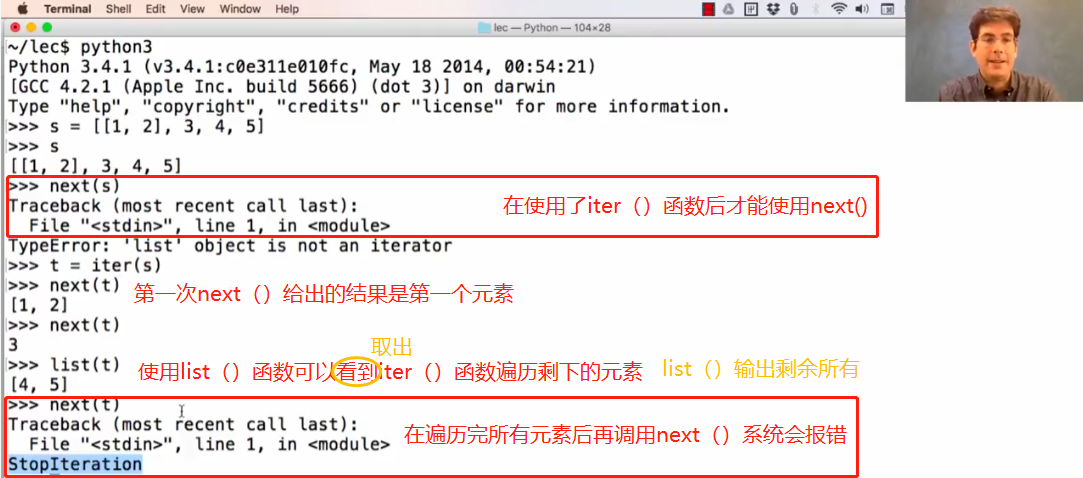 Terminal Shell Edit View Window Help
lec — Python — 104×28
~/lec$ python3
Python 3.4.1 (v3.4.1:c0e311e010fc, May 18 2014, 00:54:21)
[GCC 4.2.1 (Apple Inc. build 5666) (dot 3)] on darwin
Type "help", "copyright", "credits" or "license" for more information.
>>> s = [[1, 2], 3, 4, 5]
>>> s
[[1, 2], 3, 4, 5]
>>> next(s)
Traceback (most recent call last):
在使用了iter（）函数后才能使用next()
File "<stdin>", line 1, in <module>
TypeError: 'list' object is not an iterator
>>> t = iter(s)
>>> next(t)
第一次next（）给出的结果是第一个元素
[1, 2]
>>> next(t)
3
取出
>>> list(t)
使用list（）函数可以看到iter（）函数遍历剩下的元素
list（）输出剩余所有
[4, 5]
>>> next(t)
Traceback (most recent call last):
在遍历完所有元素后再调用next（）系统会报错
File "<stdin>", line 1, in <module>
StopIteration